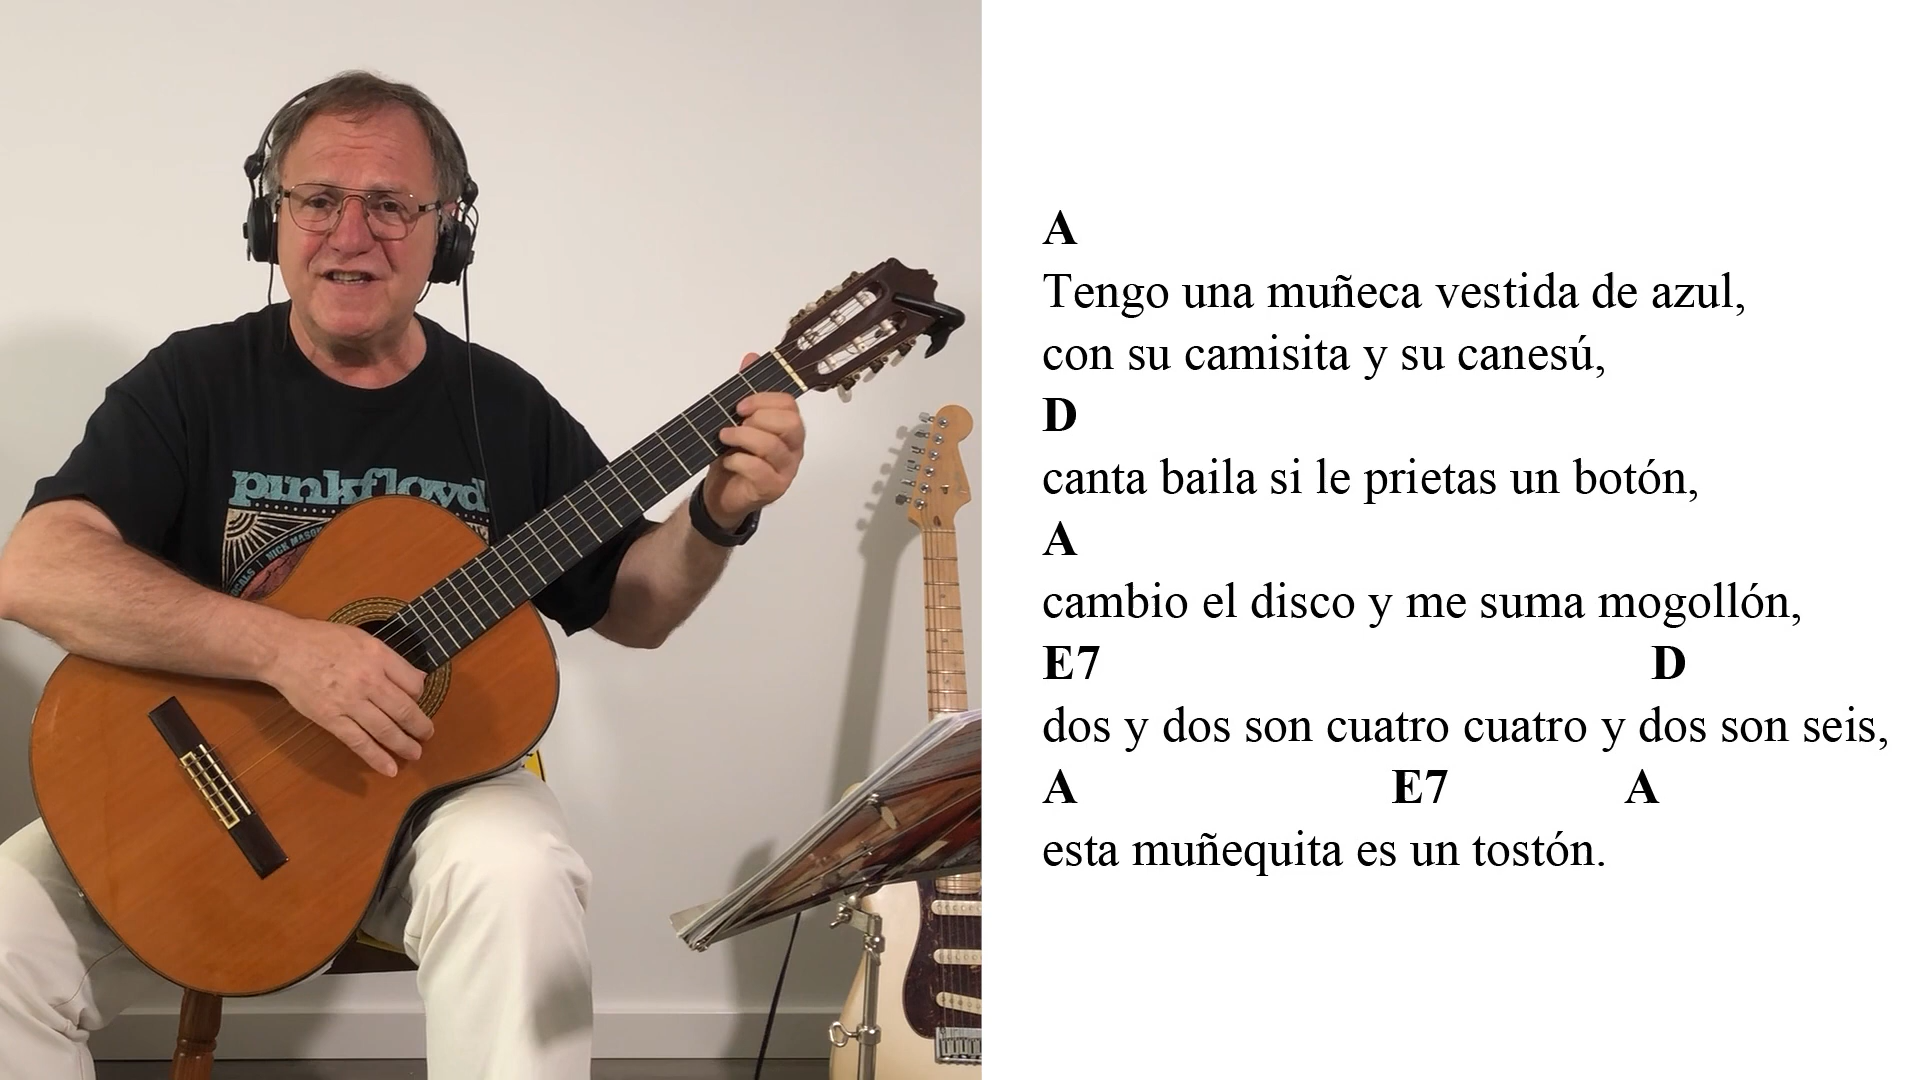 pinkfloyd
NICK MASON
A
Tengo una muñeca vestida de azul,
con su camisita y su canesú,
D
canta baila si le prietas un botón,
A
cambio el disco y me suma mogollón,
E7 D
dos y dos son cuatro cuatro y dos son seis,
A E7 A
esta muñequita es un tostón.